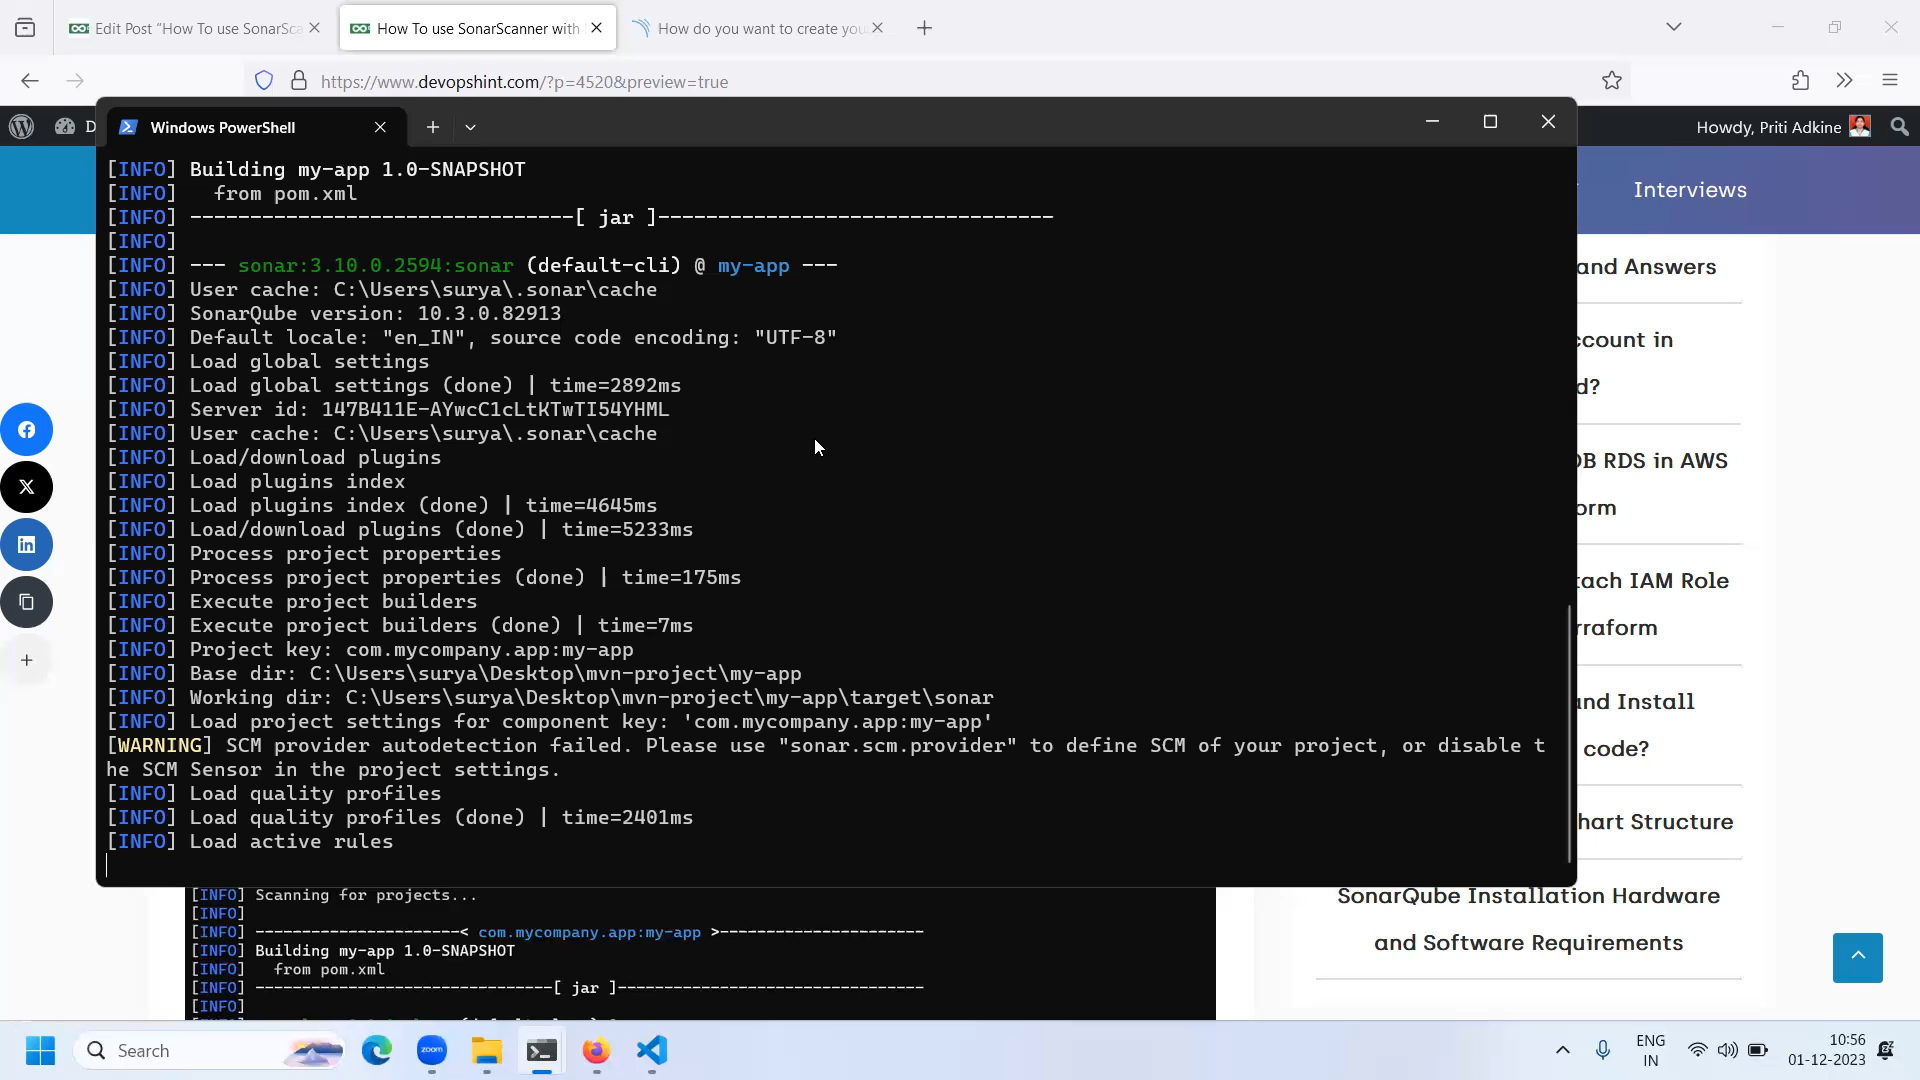 Edit Post “How To use SonarSca
How To use SonarScanner with
How do you want to create you
https://www.devopshint.com/?p=4520&preview=true
D
Howdy, Priti Adkine
Windows PowerShell
[INFO] Building my-app 1.0-SNAPSHOT
[INFO]   from pom.xml
[INFO] --------------------------------[ jar ]---------------------------------
[INFO]
[INFO] --- sonar:3.10.0.2594:sonar (default-cli) @ my-app ---
[INFO] User cache: C:\Users\surya\.sonar\cache
[INFO] SonarQube version: 10.3.0.82913
[INFO] Default locale: "en_IN", source code encoding: "UTF-8"
[INFO] Load global settings
[INFO] Load global settings (done) | time=2892ms
[INFO] Server id: 147B411E-AYwcC1cLtKTwTI54YHML
[INFO] User cache: C:\Users\surya\.sonar\cache
[INFO] Load/download plugins
[INFO] Load plugins index
[INFO] Load plugins index (done) | time=4645ms
[INFO] Load/download plugins (done) | time=5233ms
[INFO] Process project properties
[INFO] Process project properties (done) | time=175ms
[INFO] Execute project builders
[INFO] Execute project builders (done) | time=7ms
[INFO] Project key: com.mycompany.app:my-app
[INFO] Base dir: C:\Users\surya\Desktop\mvn-project\my-app
[INFO] Working dir: C:\Users\surya\Desktop\mvn-project\my-app\target\sonar
[INFO] Load project settings for component key: 'com.mycompany.app:my-app'
[WARNING] SCM provider autodetection failed. Please use "sonar.scm.provider" to define SCM of your project, or disable t
he SCM Sensor in the project settings.
[INFO] Load quality profiles
[INFO] Load quality profiles (done) | time=2401ms
[INFO] Load active rules
Interviews
and Answers
ccount in
d?
DB RDS in AWS
orm
tach IAM Role
rraform
and Install
code?
hart Structure
SonarQube Installation Hardware
and Software Requirements
[INFO] Scanning for projects...
[INFO]
[INFO] ----------------------< com.mycompany.app:my-app >----------------------
[INFO] Building my-app 1.0-SNAPSHOT
[INFO]   from pom.xml
[INFO] --------------------------------[ jar ]---------------------------------
[INFO]
Search
zoom
ENG
IN
10:56
01-12-2023